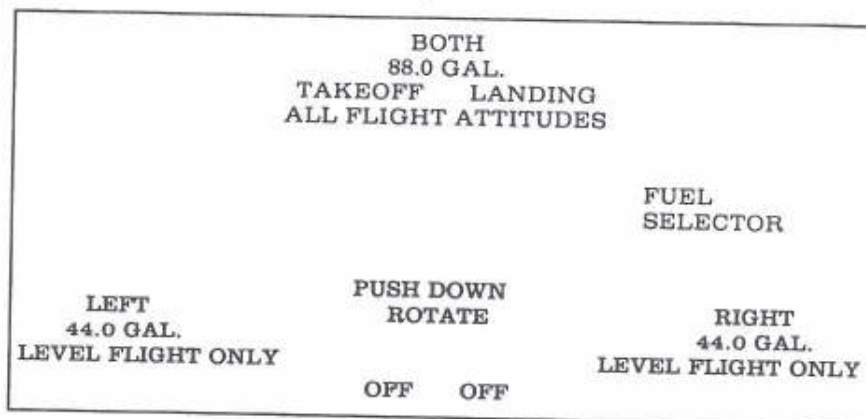 BOTH
88.0 GAL.
TAKEOFF LANDING
ALL FLIGHT ATTITUDES
FUEL
SELECTOR
PUSH DOWN
ROTATE
LEFT
44.0 GAL.
LEVEL FLIGHT ONLY
RIGHT
44.0 GAL.
LEVEL FLIGHT ONLY
OFF OFF